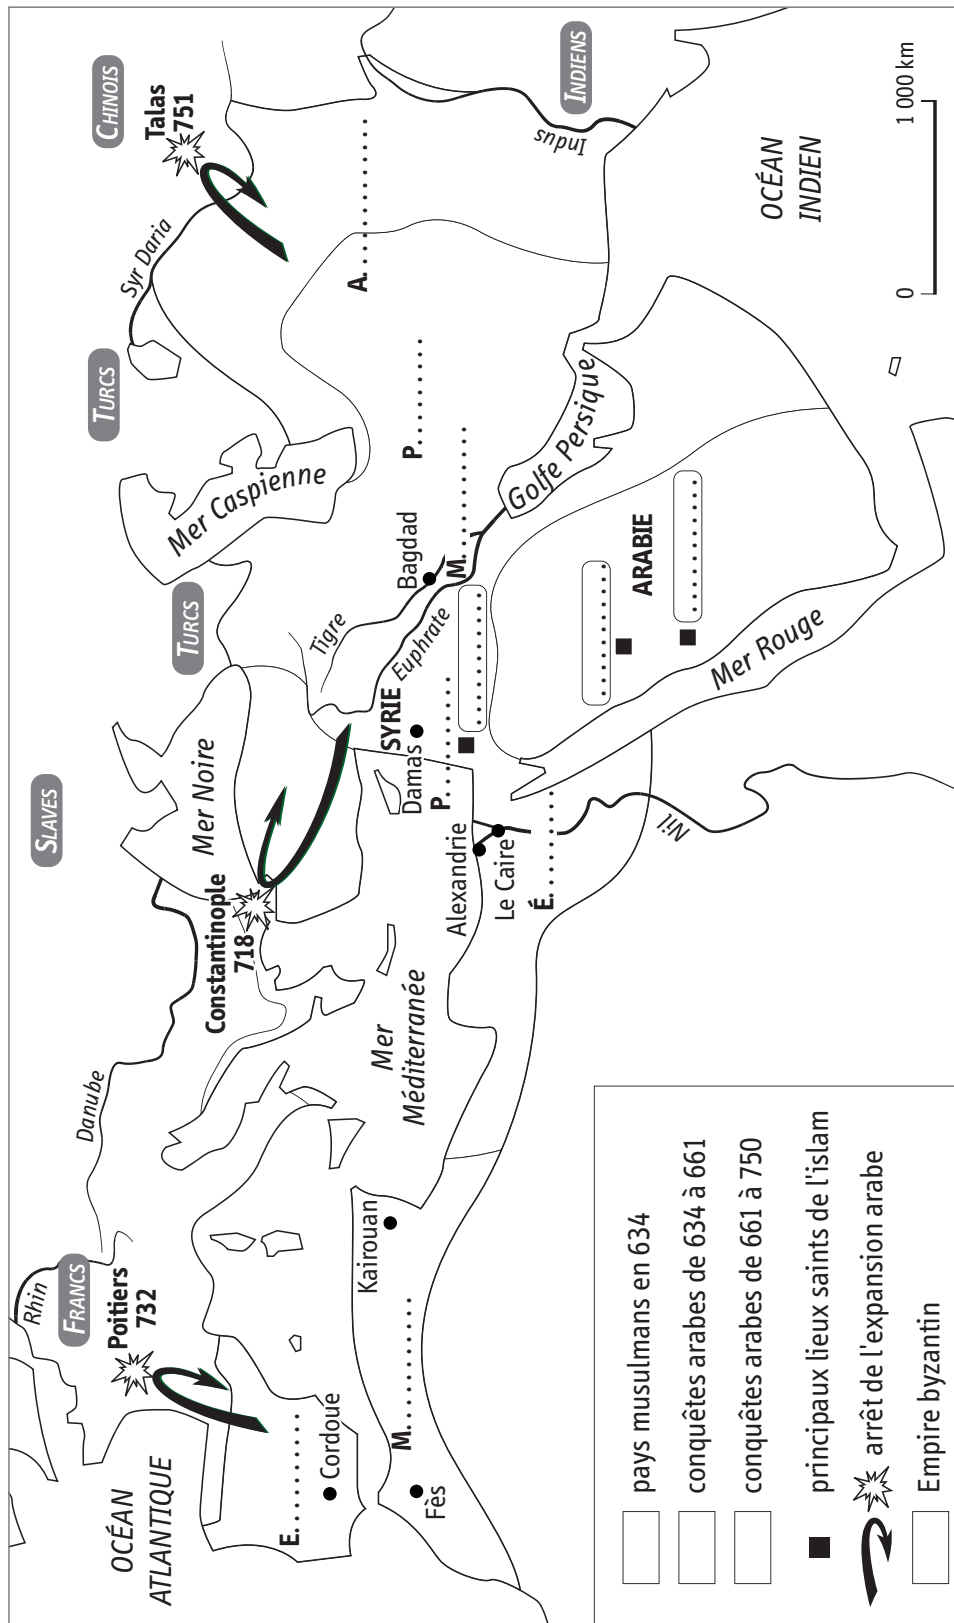 OCÉAN
ATLANTIQUE
Rhin
FRANCS
Poitiers
732
Danube
SLAVES
Constantinople
718
Mer Noire
TURCS
Mer Caspienne
TURCS
Syr Daria
CHINOIS
Talas
751
E..........
Cordoue
Fès
M..............
Kairouan
Mer
Méditerranée
Alexandrie
Le Caire
É..........
Nil
P............
Damas
SYRIE
Euphrate
Tigre
Bagdad
M..............
P..........
A..............
INDIENS
Indus
Golfe Persique
ARABIE
Mer Rouge
OCÉAN
INDIEN
0 1 000 km
pays musulmans en 634
conquêtes arabes de 634 à 661
conquêtes arabes de 661 à 750
principaux lieux saints de l'islam
arrêt de l'expansion arabe
Empire byzantin